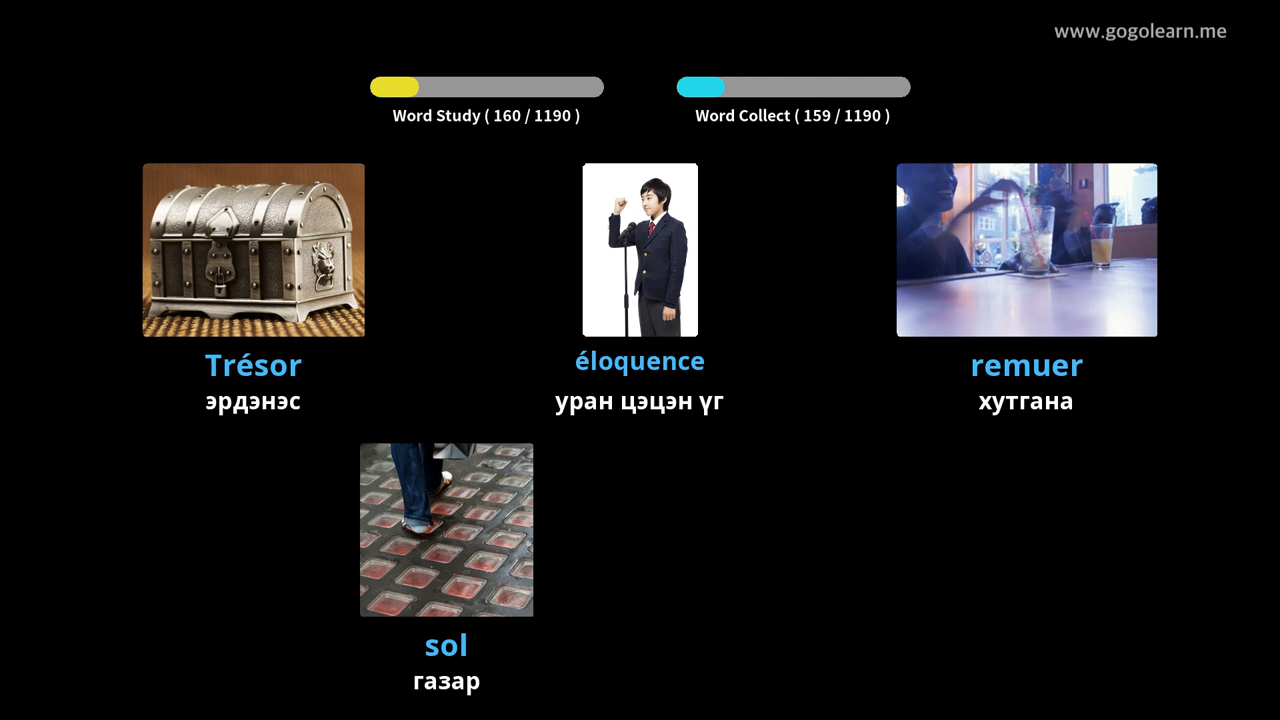 www.gogolearn.me
Word Study ( 160 / 1190 )
Word Collect ( 159 / 1190 )
Trésor
эрдэнэс
éloquence
уран цэцэн үг
remuer
хутгана
sol
газар